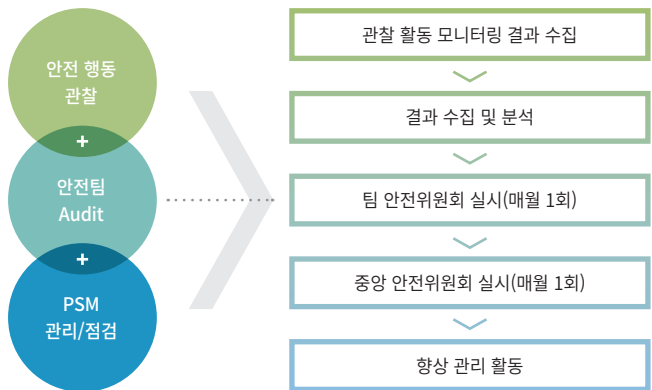 안전 행동
관찰
+
안전팀
Audit
+
PSM
관리/점검
관찰 활동 모니터링 결과 수집
결과 수집 및 분석
팀 안전위원회 실시(매월 1회)
중앙 안전위원회 실시(매월 1회)
향상 관리 활동